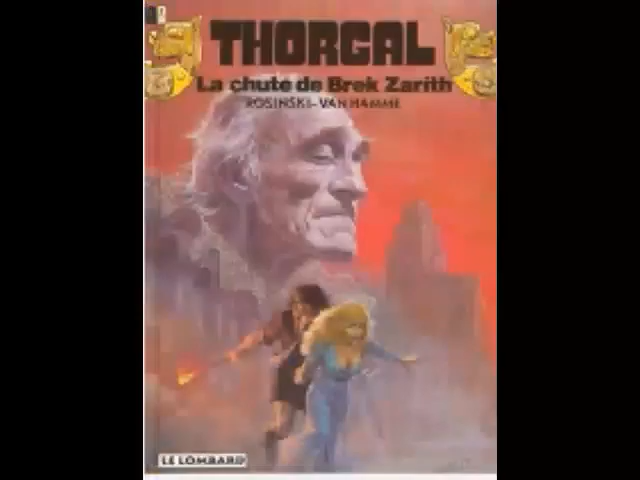 THORGAL
La chute de Brek Zarith
ROSINSKI-VAN HAMME
LE LOMBARD